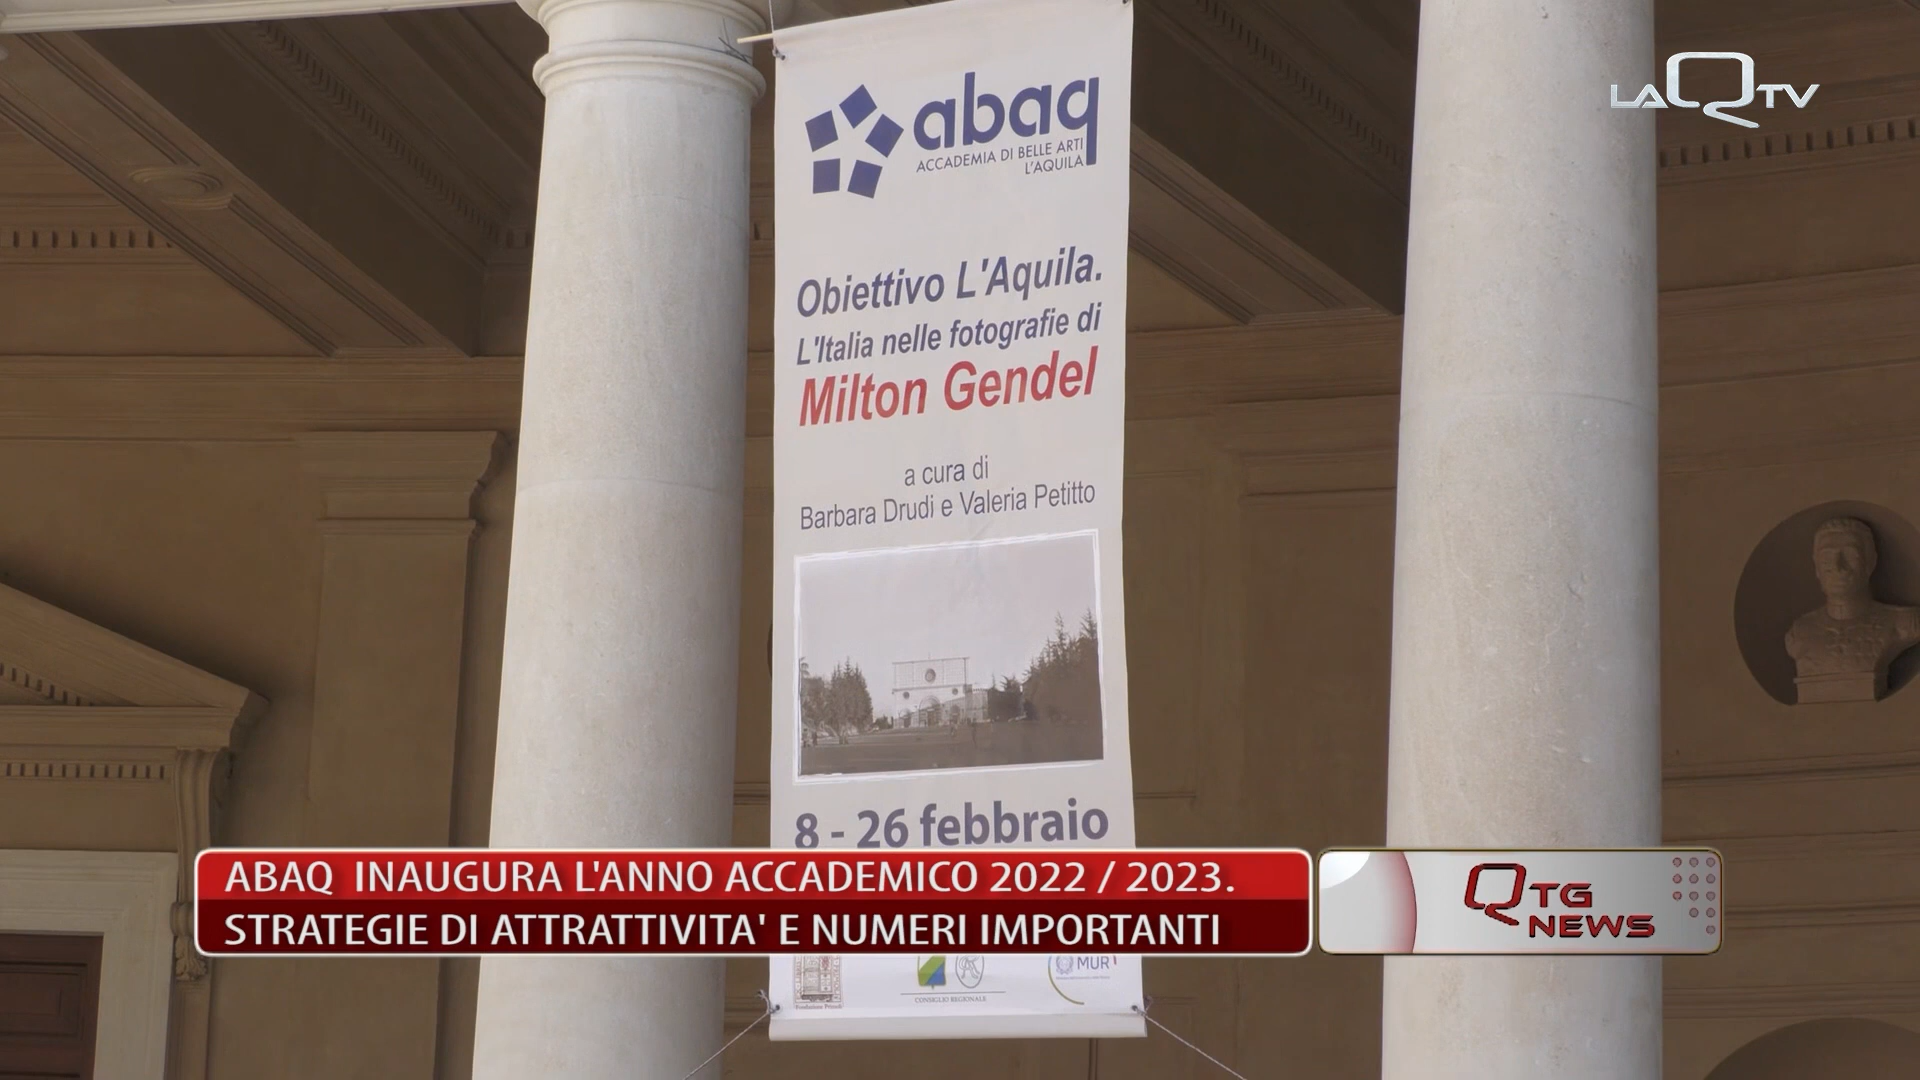 LAQTV
abaq
ACCADEMIA DI BELLE ARTI
L'AQUILA
Obiettivo L'Aquila.
L'Italia nelle fotografie di
Milton Gendel
a cura di
Barbara Drudi e Valeria Petitto
8 - 26 febbraio
ABAQ INAUGURA L'ANNO ACCADEMICO 2022 / 2023.
STRATEGIE DI ATTRATTIVITA' E NUMERI IMPORTANTI
QTG
NEWS
CONSIGLIO REGIONALE
MUR